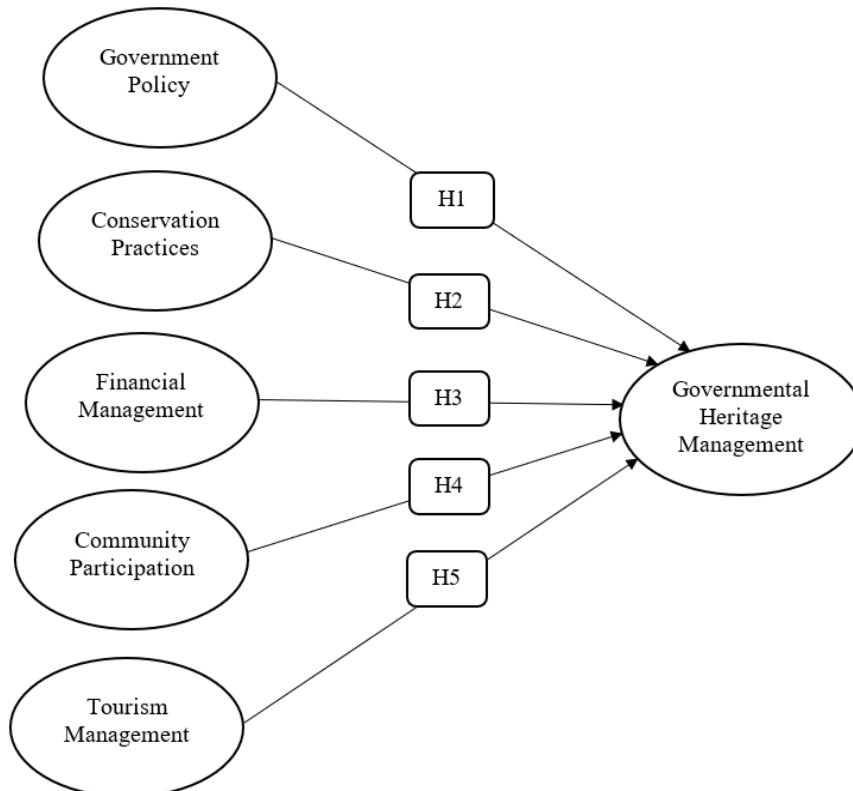 Government
Policy
H1
Conservation
Practices
H2
Financial
Management
H3
Governmental
Heritage
Management
H4
Community
Participation
H5
Tourism
Management